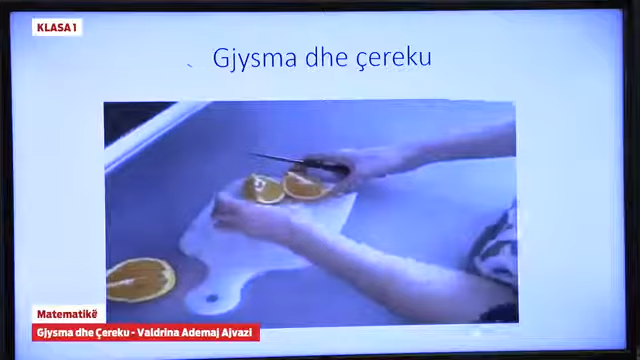 KLASA 1
Gjysma dhe çereku
Matematikë
Gjysma dhe Çereku - Valdrina Ademaj Ajvazi